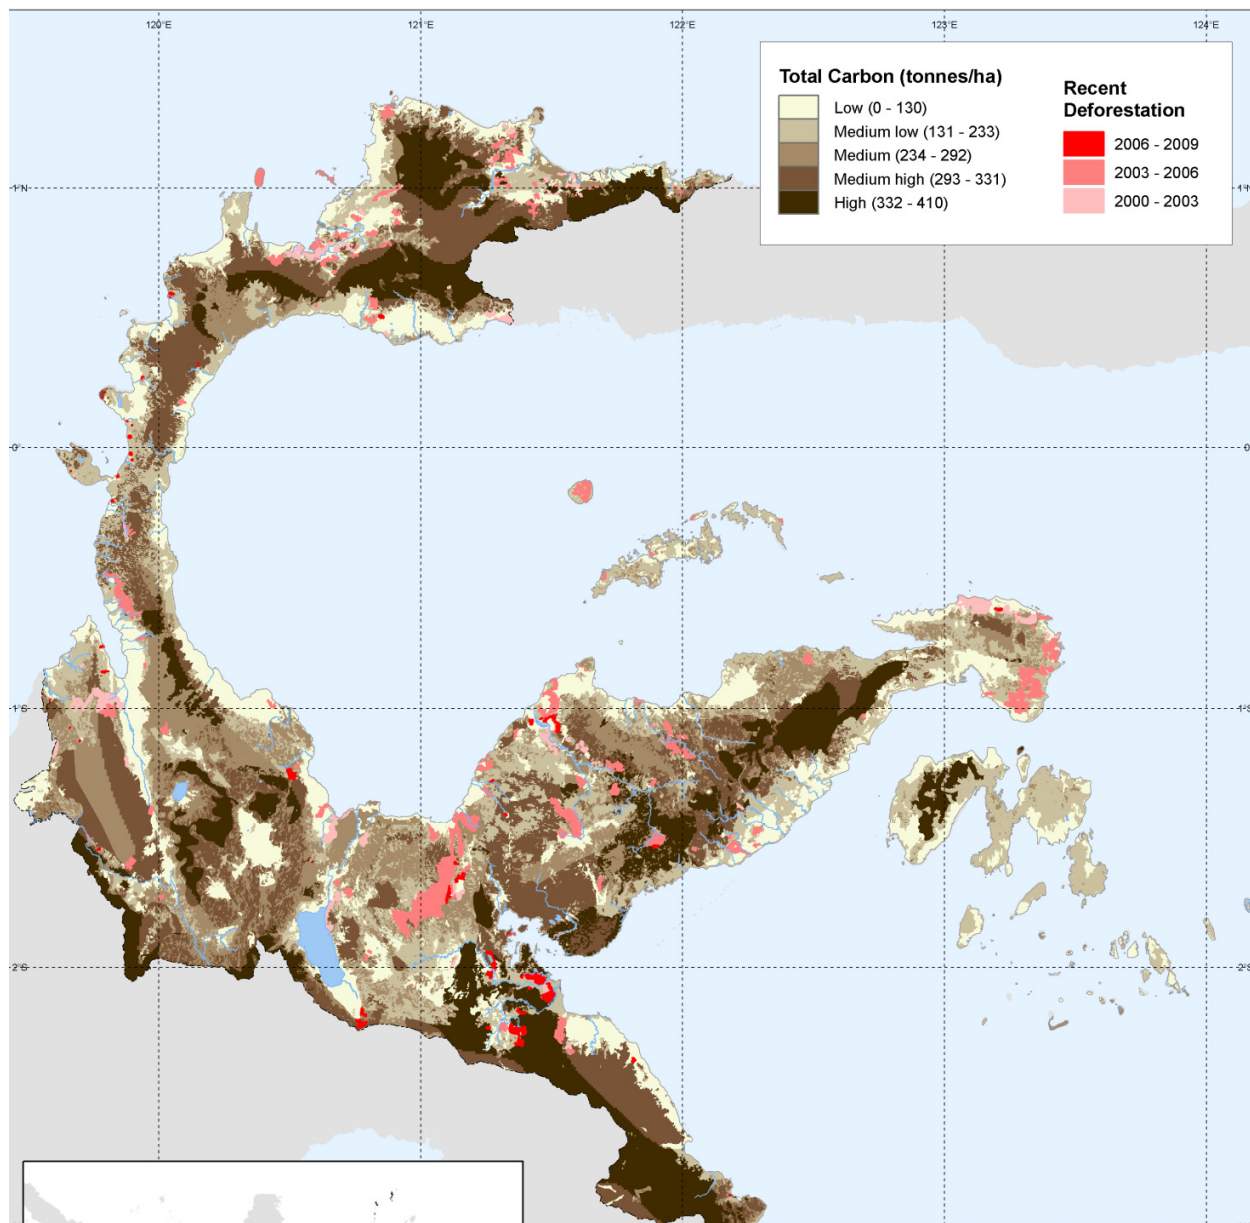 120°E
121°E
122°E
123°E
124°E
Total Carbon (tonnes/ha)
Low (0 - 130)
Medium low (131 - 233)
Medium (234 - 292)
Medium high (293 - 331)
High (332 - 410)
Recent
Deforestation
2006 - 2009
2003 - 2006
2000 - 2003
1°N
1°N
0°
0°
1°S
1°S
2°S
2°S